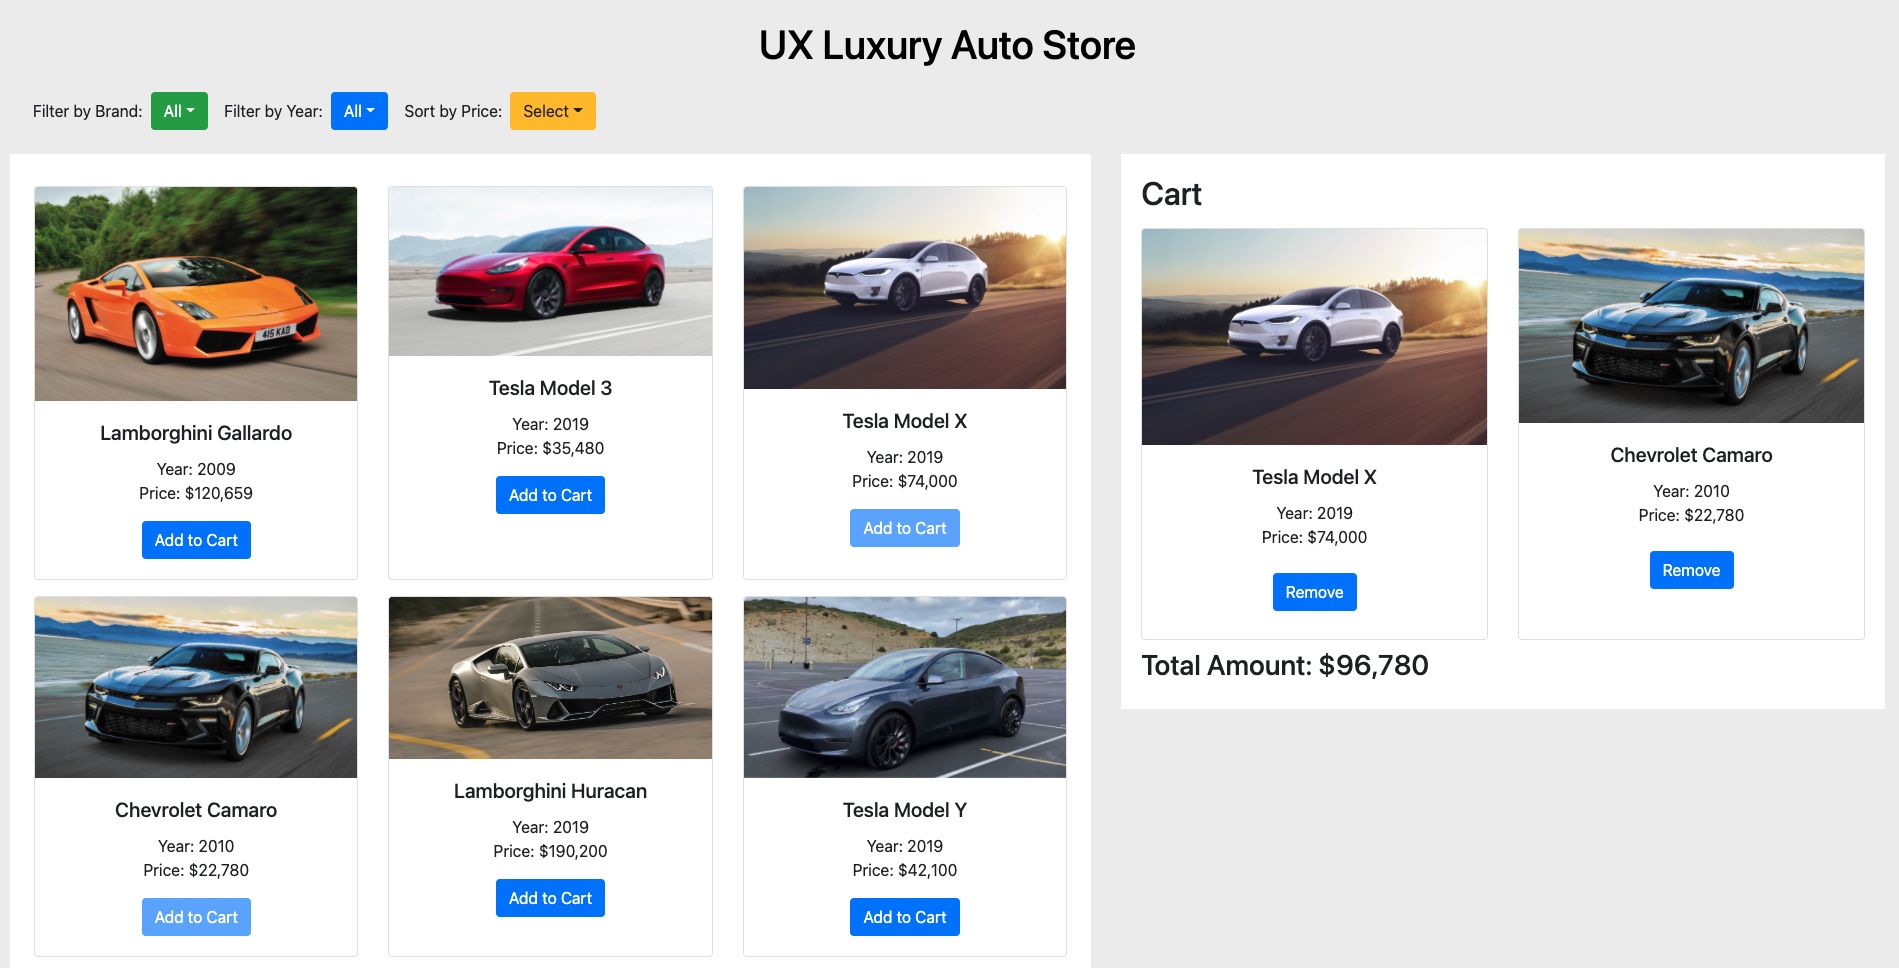 UX Luxury Auto Store
Filter by Brand: All Filter by Year: All Sort by Price: Select
415 KAO
Lamborghini Gallardo
Year: 2009
Price: $120,659
Add to Cart
Tesla Model 3
Year: 2019
Price: $35,480
Add to Cart
Tesla Model X
Year: 2019
Price: $74,000
Add to Cart
Chevrolet Camaro
Year: 2010
Price: $22,780
Add to Cart
Lamborghini Huracan
Year: 2019
Price: $190,200
Add to Cart
Tesla Model Y
Year: 2019
Price: $42,100
Add to Cart
Cart
Tesla Model X
Year: 2019
Price: $74,000
Remove
Chevrolet Camaro
Year: 2010
Price: $22,780
Remove
Total Amount: $96,780